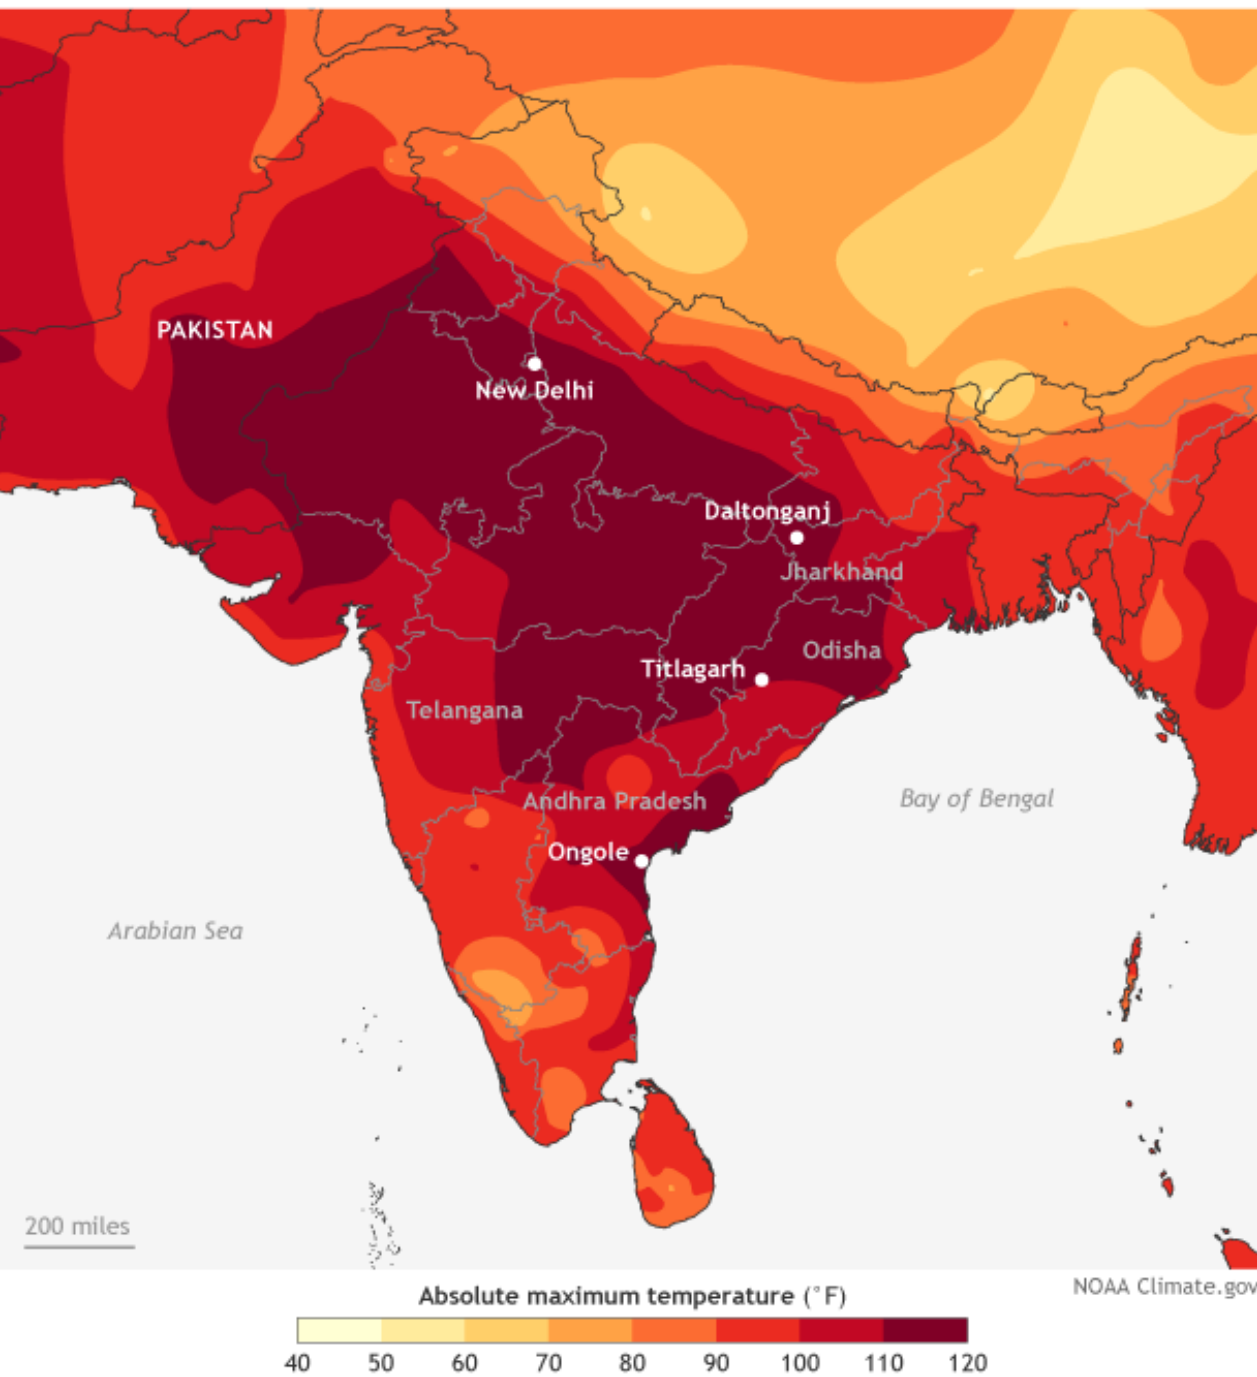 PAKISTAN
New Delhi
Daltonganj
Jharkhand
Odisha
Titlagarh
Telangana
Andhra Pradesh
Bay of Bengal
Ongole
Arabian Sea
200 miles
NOAA Climate.gov
Absolute maximum temperature (°F)
40 50 60 70 80 90 100 110 120